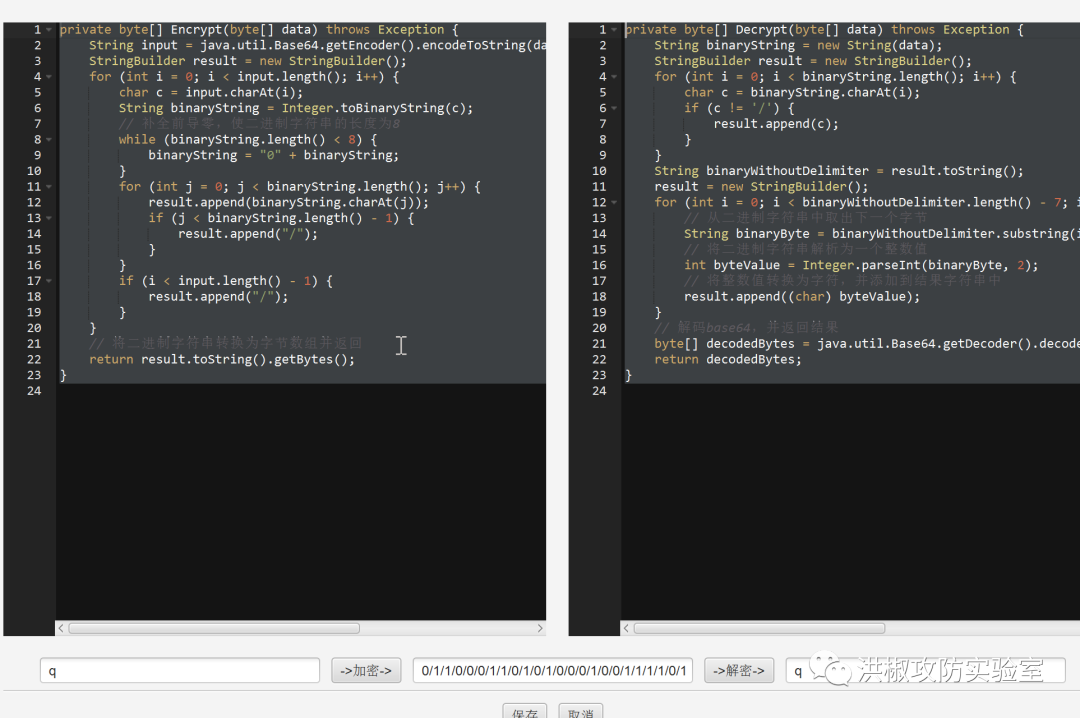 1 private byte[] Encrypt(byte[] data) throws Exception {
2 String input = java.util.Base64.getEncoder().encodeToString(da
3 StringBuilder result = new StringBuilder();
4 for (int i = 0; i < input.length(); i++) {
5 char c = input.charAt(i);
6 String binaryString = Integer.toBinaryString(c);
7 // 补全前导零，使二进制字符串的长度为8
8 while (binaryString.length() < 8) {
9 binaryString = "0" + binaryString;
10 }
11 for (int j = 0; j < binaryString.length(); j++) {
12 result.append(binaryString.charAt(j));
13 if (j < binaryString.length() - 1) {
14 result.append("/");
15 }
16 }
17 if (i < input.length() - 1) {
18 result.append("/");
19 }
20 }
21 // 将二进制字符串转换为字节数组并返回
22 return result.toString().getBytes();
23 }
24
1 private byte[] Decrypt(byte[] data) throws Exception {
2 String binaryString = new String(data);
3 StringBuilder result = new StringBuilder();
4 for (int i = 0; i < binaryString.length(); i++) {
5 char c = binaryString.charAt(i);
6 if (c != '/') {
7 result.append(c);
8 }
9 }
10 String binaryWithoutDelimiter = result.toString();
11 result = new StringBuilder();
12 for (int i = 0; i < binaryWithoutDelimiter.length() - 7; i
13 // 从二进制字符串中取出下一个字节
14 String binaryByte = binaryWithoutDelimiter.substring(i
15 // 将二进制字符串解析为一个整数值
16 int byteValue = Integer.parseInt(binaryByte, 2);
17 // 将整数值转换为字符，并添加到结果字符串中
18 result.append((char) byteValue);
19 }
20 // 解码base64，并返回结果
21 byte[] decodedBytes = java.util.Base64.getDecoder().decode
22 return decodedBytes;
23 }
24
q ->加密-> 0/1/1/0/0/0/1/1/0/1/0/1/0/0/0/1/0/0/1/1/1/1/0/1 ->解密-> q
洪椒攻防实验室
保存 取消